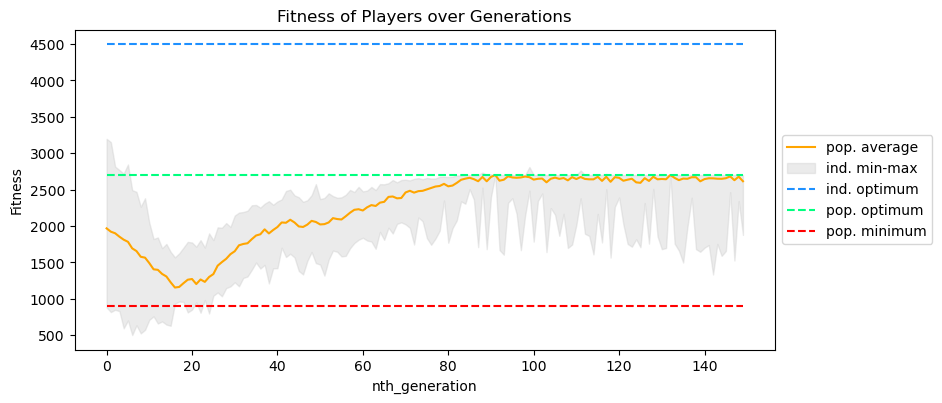 Fitness of Players over Generations
Fitness
4500
4000
3500
3000
2500
2000
1500
1000
500
0
20
40
60
80
100
120
140
nth_generation
pop. average
ind. min-max
ind. optimum
pop. optimum
pop. minimum